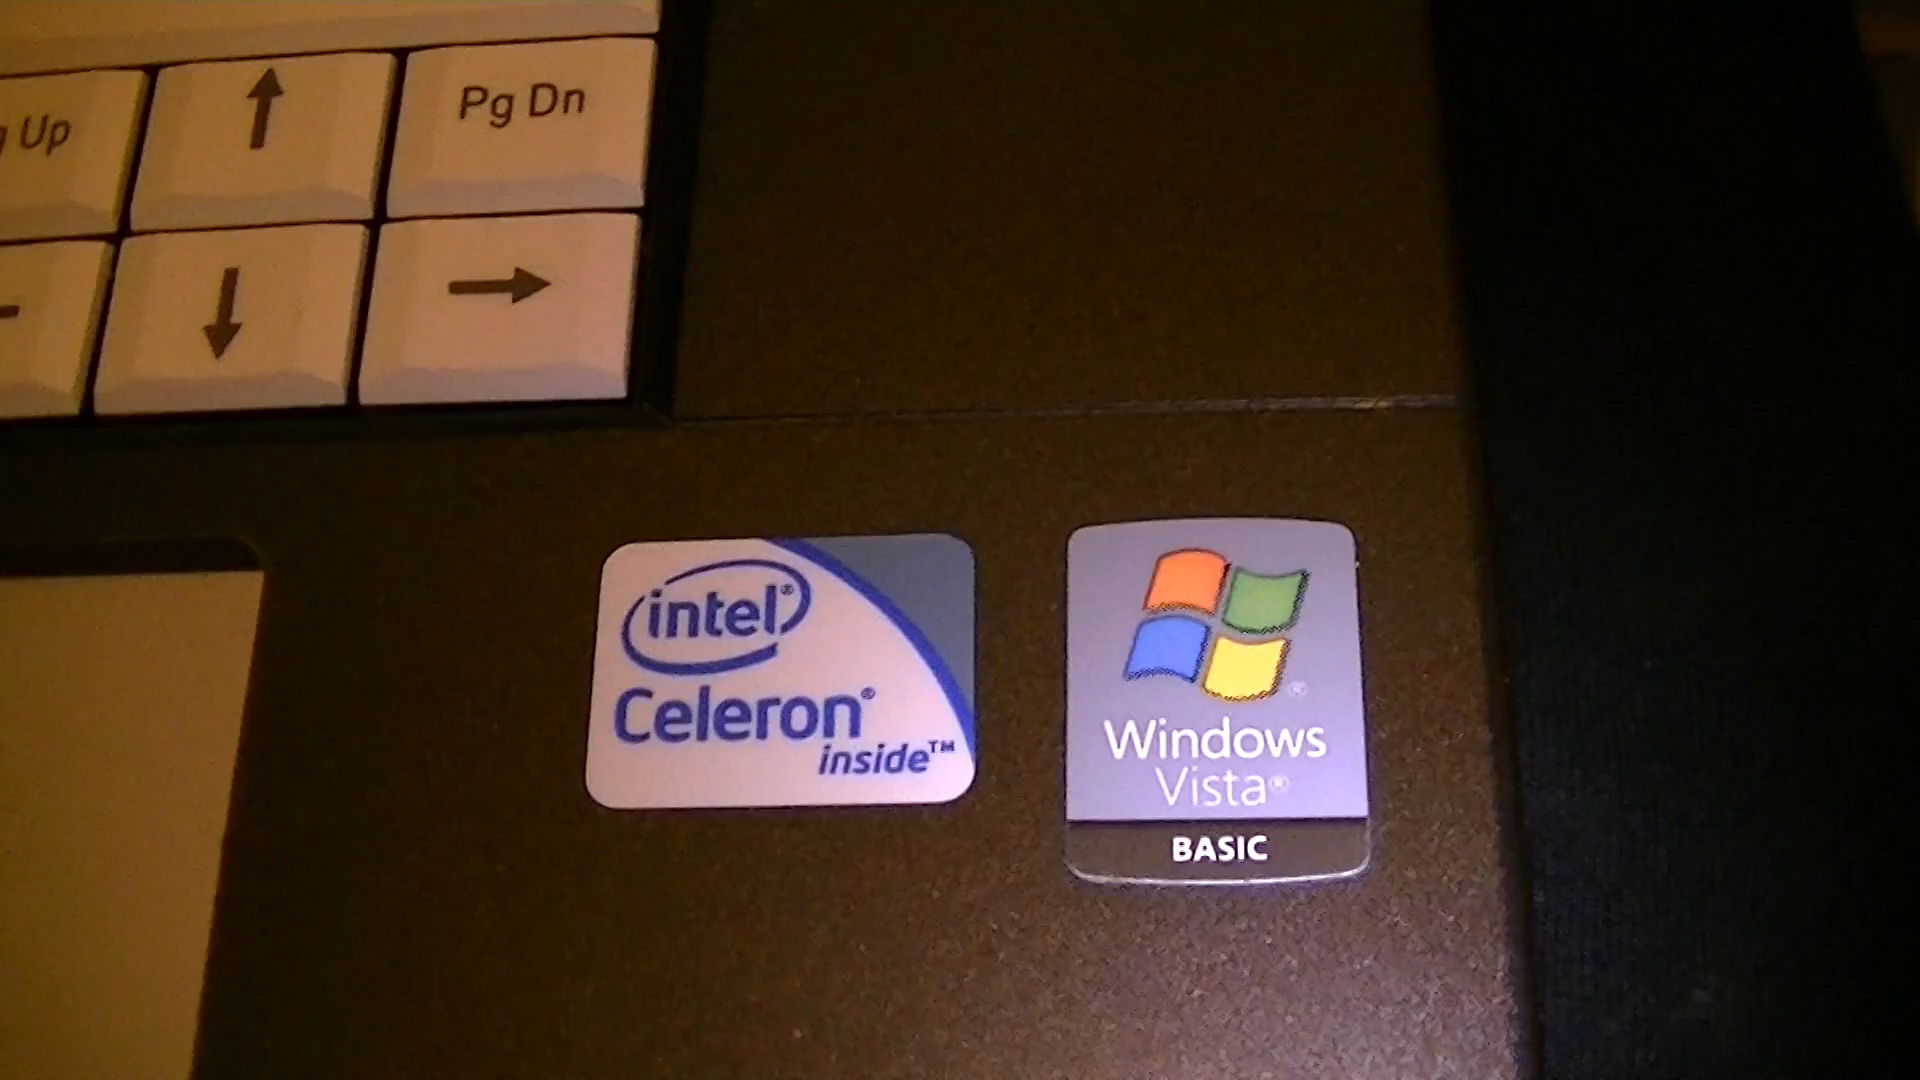 g Up
Pg Dn
intel®
Celeron®
inside™
Windows
Vista®
BASIC